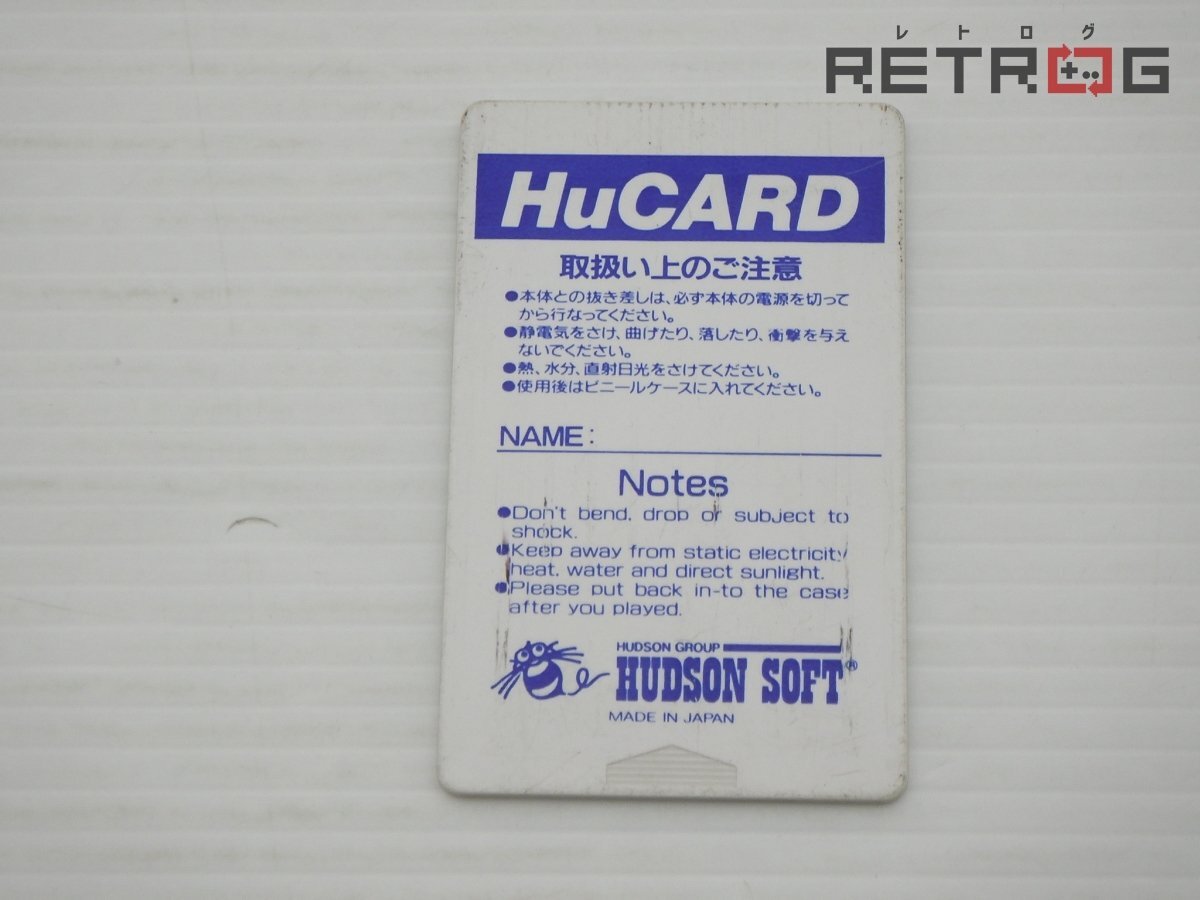 レトログ
RETROG
HuCARD
取扱い上のご注意
●本体との抜き差しは、必ず本体の電源を切って
から行なってください。
●静電気をさけ、曲げたり、落したり、衝撃を与え
ないでください。
●熱、水分、直射日光をさけてください。
●使用後はビニールケースに入れてください。
NAME:
Notes
●Don't bend, drop or subject to
shock.
●Keep away from static electricity
heat, water and direct sunlight.
●Please put back in-to the case
after you played.
HUDSON GROUP
HUDSON SOFT®
MADE IN JAPAN